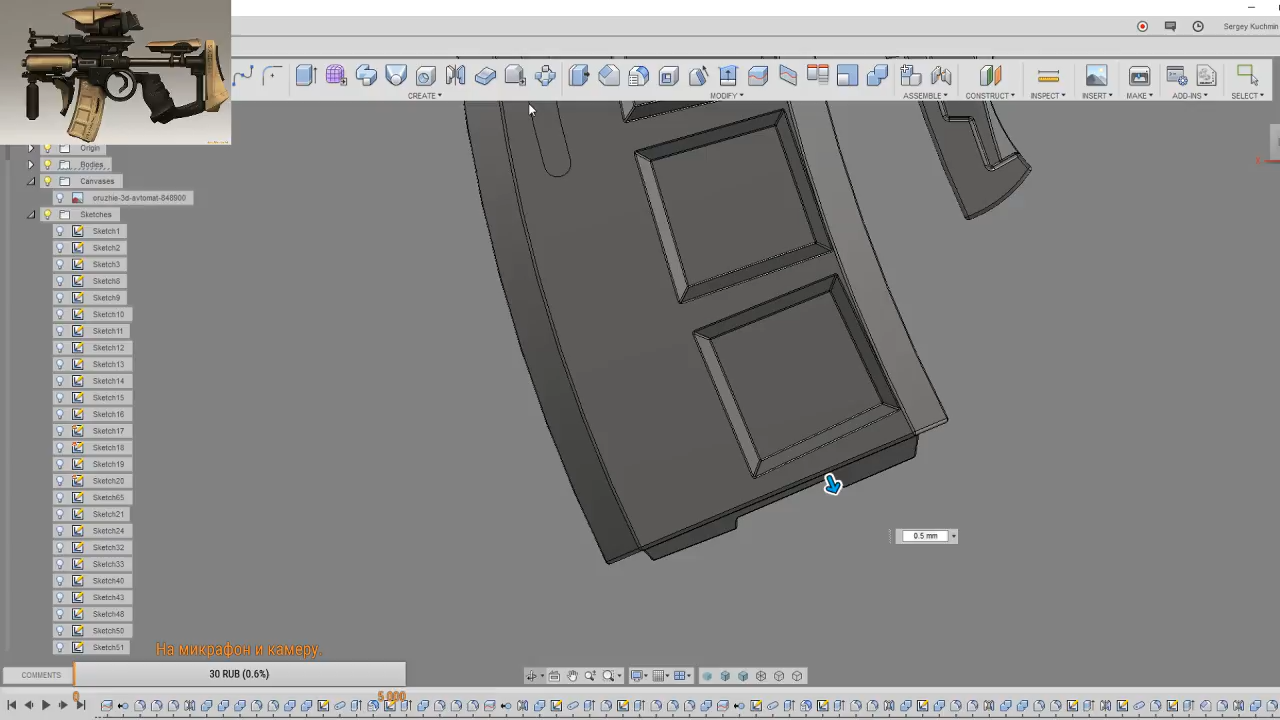 Sergey Kuchmin
CREATE
MODIFY
ASSEMBLE
CONSTRUCT
INSPECT
INSERT
MAKE
ADD-INS
SELECT
Origin
Bodies
Canvases
oruzhie-3d-avtomat-848900
Sketches
Sketch1
Sketch2
Sketch3
Sketch8
Sketch9
Sketch10
Sketch11
Sketch12
Sketch13
Sketch14
Sketch15
Sketch16
Sketch17
Sketch18
Sketch19
Sketch20
Sketch65
Sketch21
Sketch24
Sketch32
Sketch33
Sketch40
Sketch43
Sketch48
Sketch50
Sketch51
0.5 mm
На микрафон и камеру.
COMMENTS
30 RUB (0.6%)
0
5,000